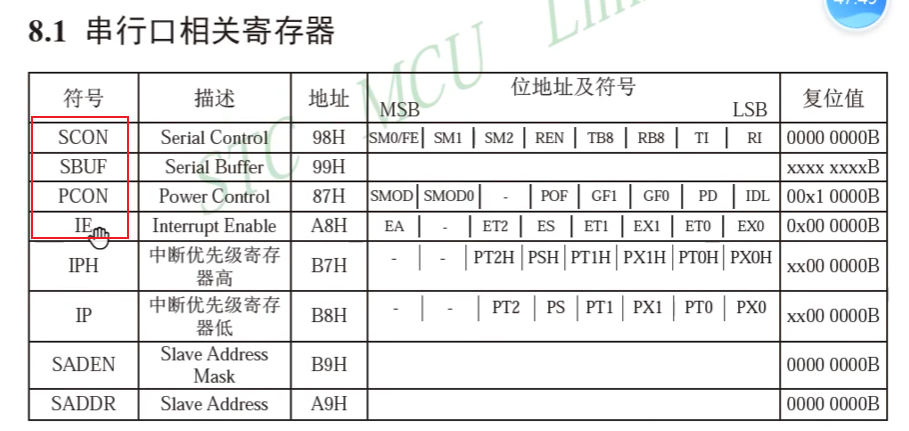 47:45
8.1 串行口相关寄存器
STC MCU Lim
符号 描述 地址 位地址及符号 复位值
MSB LSB
SCON Serial Control 98H SM0/FE SM1 SM2 REN TB8 RB8 TI RI 0000 0000B
SBUF Serial Buffer 99H xxxx xxxxB
PCON Power Control 87H SMOD SMOD0 - POF GF1 GF0 PD IDL 00x1 0000B
IE Interrupt Enable A8H EA - ET2 ES ET1 EX1 ET0 EX0 0x00 0000B
IPH 中断优先级寄存 B7H - - PT2H PSH PT1H PX1H PT0H PX0H xx00 0000B
器高
IP 中断优先级寄存 B8H - - PT2 PS PT1 PX1 PT0 PX0 xx00 0000B
器低
SADEN Slave Address B9H 0000 0000B
Mask
SADDR Slave Address A9H 0000 0000B